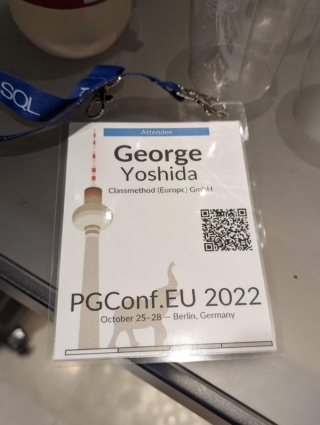 SQL
Attendee
George
Yoshida
Classmethod (Europe) GmbH
PGConf.EU 2022
October 25–28 — Berlin, Germany